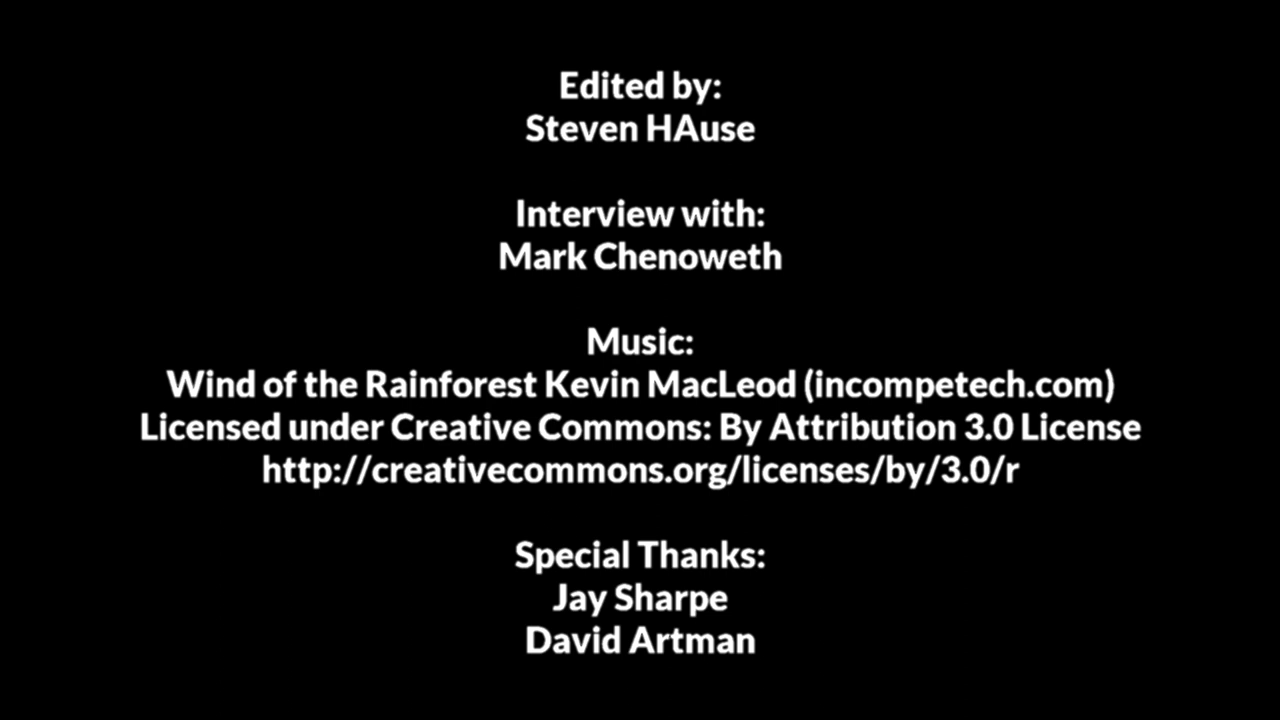 Edited by:
Steven HAuse
Interview with:
Mark Chenoweth
Music:
Wind of the Rainforest Kevin MacLeod (incompetech.com)
Licensed under Creative Commons: By Attribution 3.0 License
http://creativecommons.org/licenses/by/3.0/r
Special Thanks:
Jay Sharpe
David Artman